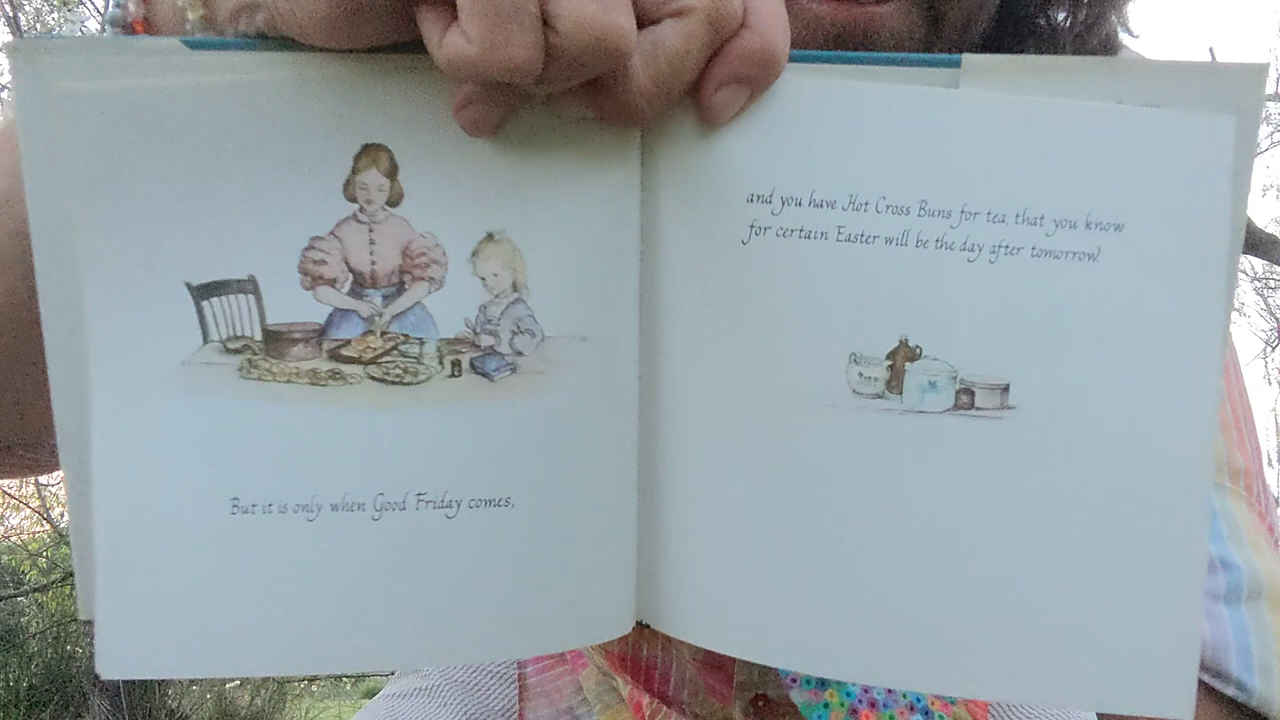 But it is only when Good Friday comes,
and you have Hot Cross Buns for tea, that you know
for certain Easter will be the day after tomorrow.